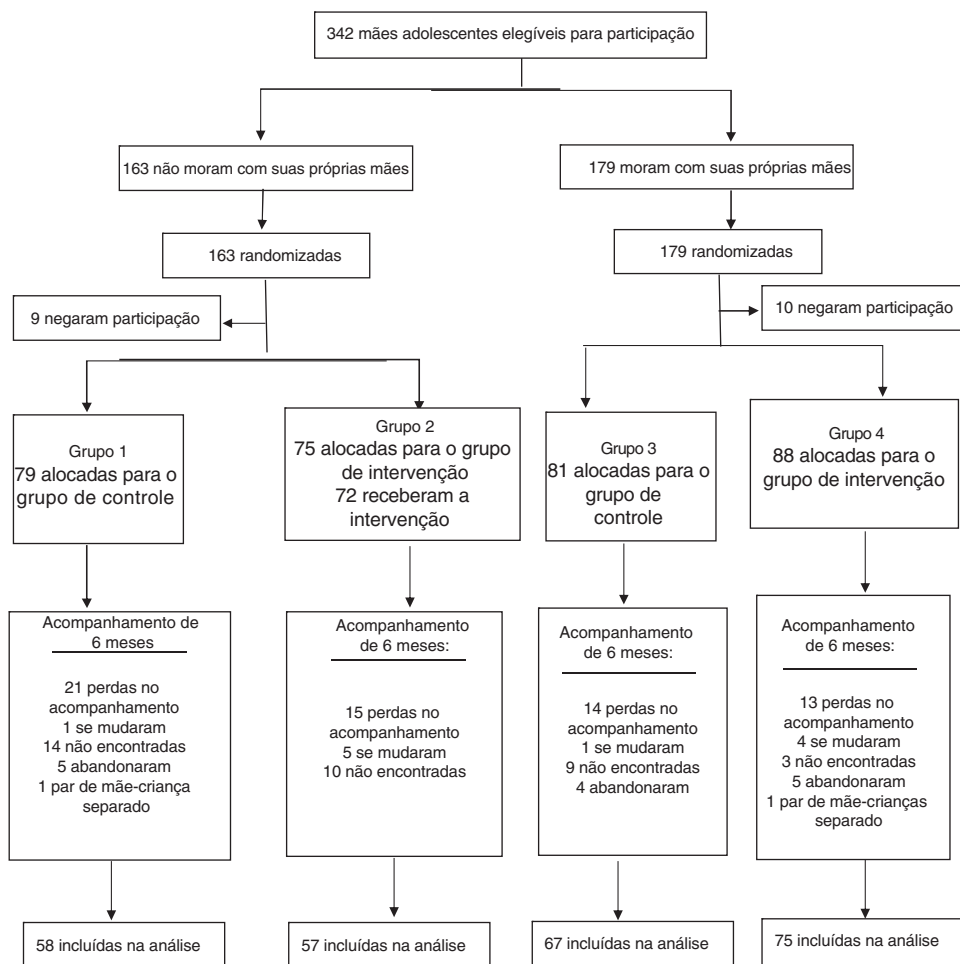 342 mães adolescentes elegíveis para participação
163 não moram com suas próprias mães
179 moram com suas próprias mães
163 randomizadas
179 randomizadas
9 negaram participação
10 negaram participação
Grupo 1
79 alocadas para o
grupo de controle
Grupo 2
75 alocadas para o grupo
de intervenção
72 receberam a
intervenção
Grupo 3
81 alocadas para o
grupo de
controle
Grupo 4
88 alocadas para o
grupo de intervenção
Acompanhamento de
6 meses
21 perdas no
acompanhamento
1 se mudaram
14 não encontradas
5 abandonaram
1 par de mãe-criança
separado
Acompanhamento
de 6 meses:
15 perdas no
acompanhamento
5 se mudaram
10 não encontradas
Acompanhamento
de 6 meses:
14 perdas no
acompanhamento
1 se mudaram
9 não encontradas
4 abandonaram
Acompanhamento
de 6 meses:
13 perdas no
acompanhamento
4 se mudaram
3 não encontradas
5 abandonaram
1 par de mãe-crianças
separado
58 incluídas na análise
57 incluídas na análise
67 incluídas na análise
75 incluídas na análise